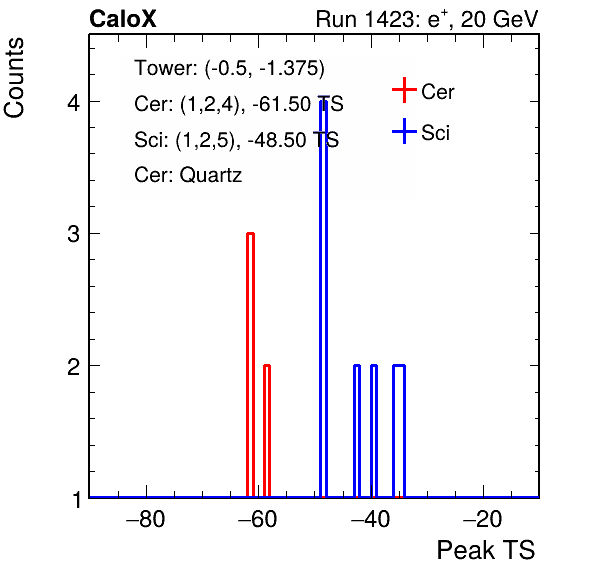 CaloX Run 1423: e⁺, 20 GeV
Counts
Tower: (-0.5, -1.375)
Cer: (1,2,4), -61.50 TS
Sci: (1,2,5), -48.50 TS
Cer: Quartz
Cer
Sci
4
3
2
1
−80 −60 −40 −20
Peak TS